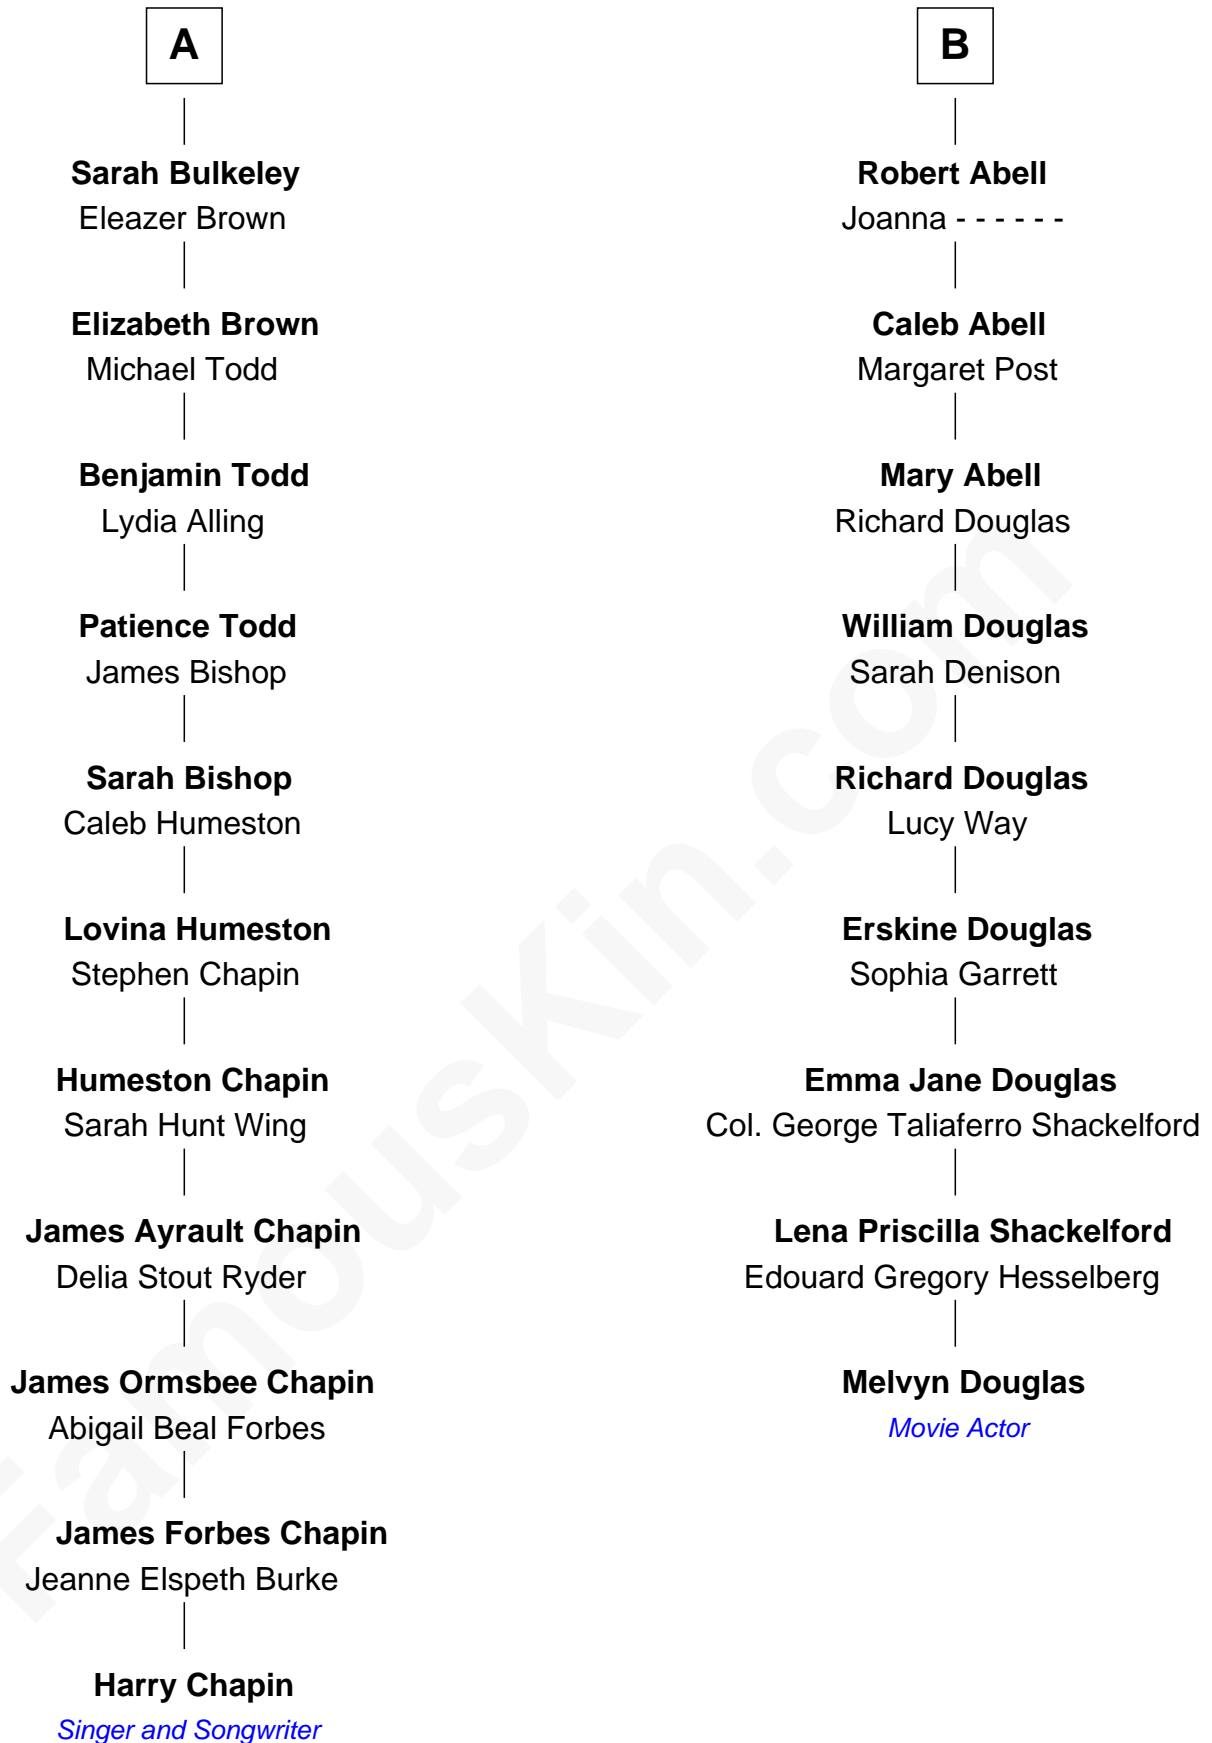 A
Sarah Bulkeley
Eleazer Brown
Elizabeth Brown
Michael Todd
Benjamin Todd
Lydia Alling
Patience Todd
James Bishop
Sarah Bishop
Caleb Humeston
Lovina Humeston
Stephen Chapin
Humeston Chapin
Sarah Hunt Wing
James Ayrault Chapin
Delia Stout Ryder
James Ormsbee Chapin
Abigail Beal Forbes
James Forbes Chapin
Jeanne Elspeth Burke
Harry Chapin
Singer and Songwriter
B
Robert Abell
Joanna - - - - - -
Caleb Abell
Margaret Post
Mary Abell
Richard Douglas
William Douglas
Sarah Denison
Richard Douglas
Lucy Way
Erskine Douglas
Sophia Garrett
Emma Jane Douglas
Col. George Taliaferro Shackelford
Lena Priscilla Shackelford
Edouard Gregory Hesselberg
Melvyn Douglas
Movie Actor
FamousKin.com